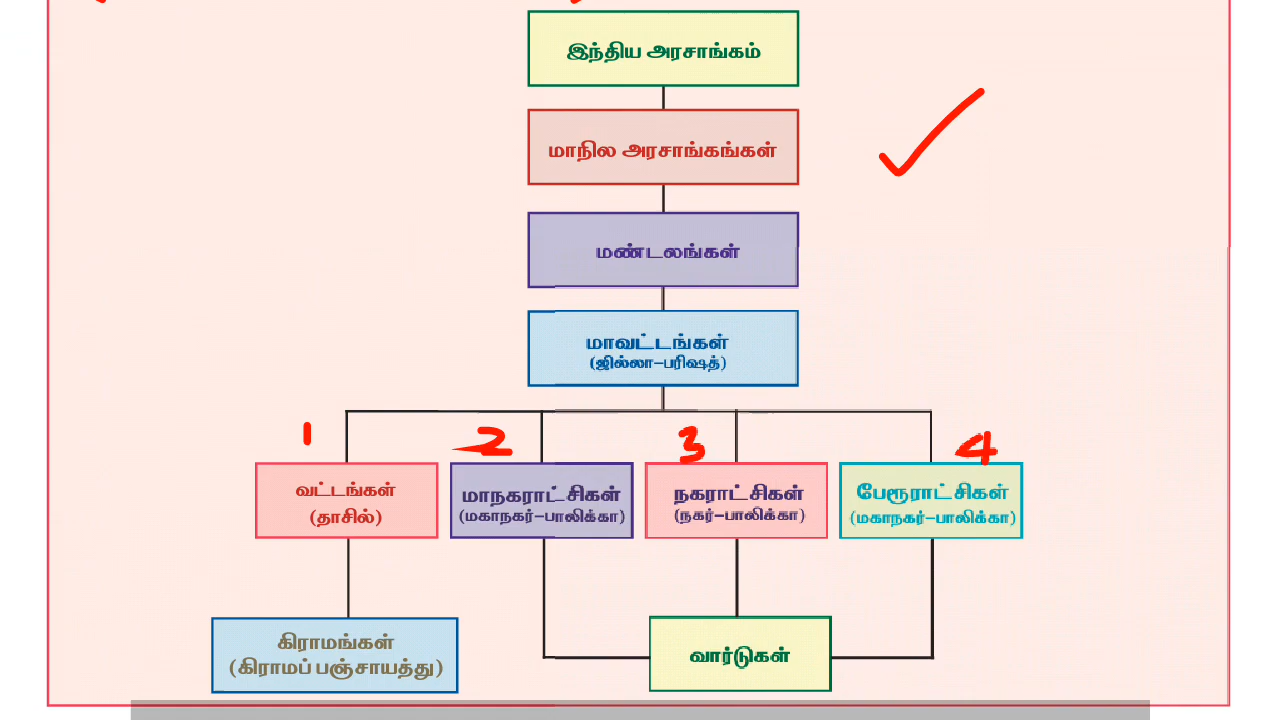 இந்திய அரசாங்கம்
மாநில அரசாங்கங்கள்
மண்டலங்கள்
மாவட்டங்கள்
(ஜில்லா-பரிஷத்)
1 2 3 4
வட்டங்கள்
(தாசில்)
மாநகராட்சிகள்
(மகாநகர்-பாலிக்கா)
நகராட்சிகள்
(நகர்-பாலிக்கா)
பேரூராட்சிகள்
(மகாநகர்-பாலிக்கா)
கிராமங்கள்
(கிராமப் பஞ்சாயத்து)
வார்டுகள்